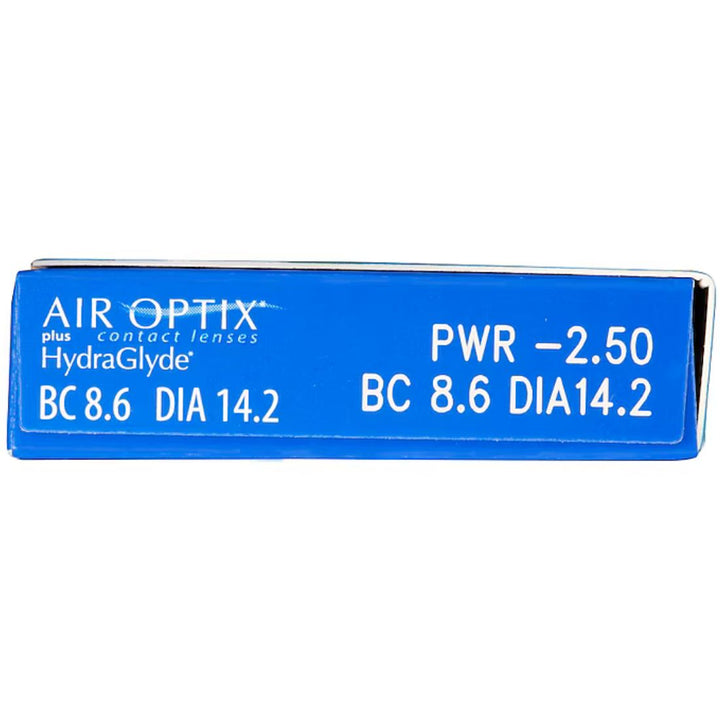 AIR OPTIX®
plus contact lenses
HydraGlyde®
BC 8.6 DIA 14.2
PWR -2.50
BC 8.6 DIA14.2